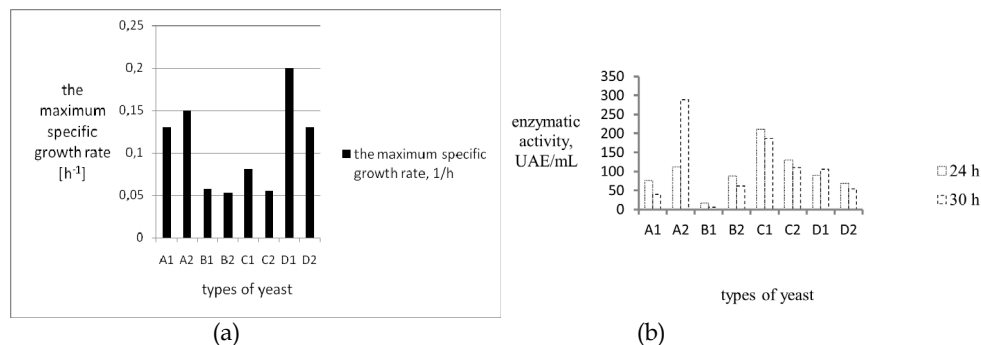 0,25
0,2
0,15
0,1
0,05
0
the
maximum
specific
growth rate
[h-1]
A1 A2 B1 B2 C1 C2 D1 D2
types of yeast
the maximum specific
growth rate, 1/h
(a)
350
300
250
200
150
100
50
0
enzymatic
activity,
UAE/mL
A1 A2 B1 B2 C1 C2 D1 D2
types of yeast
24 h
30 h
(b)